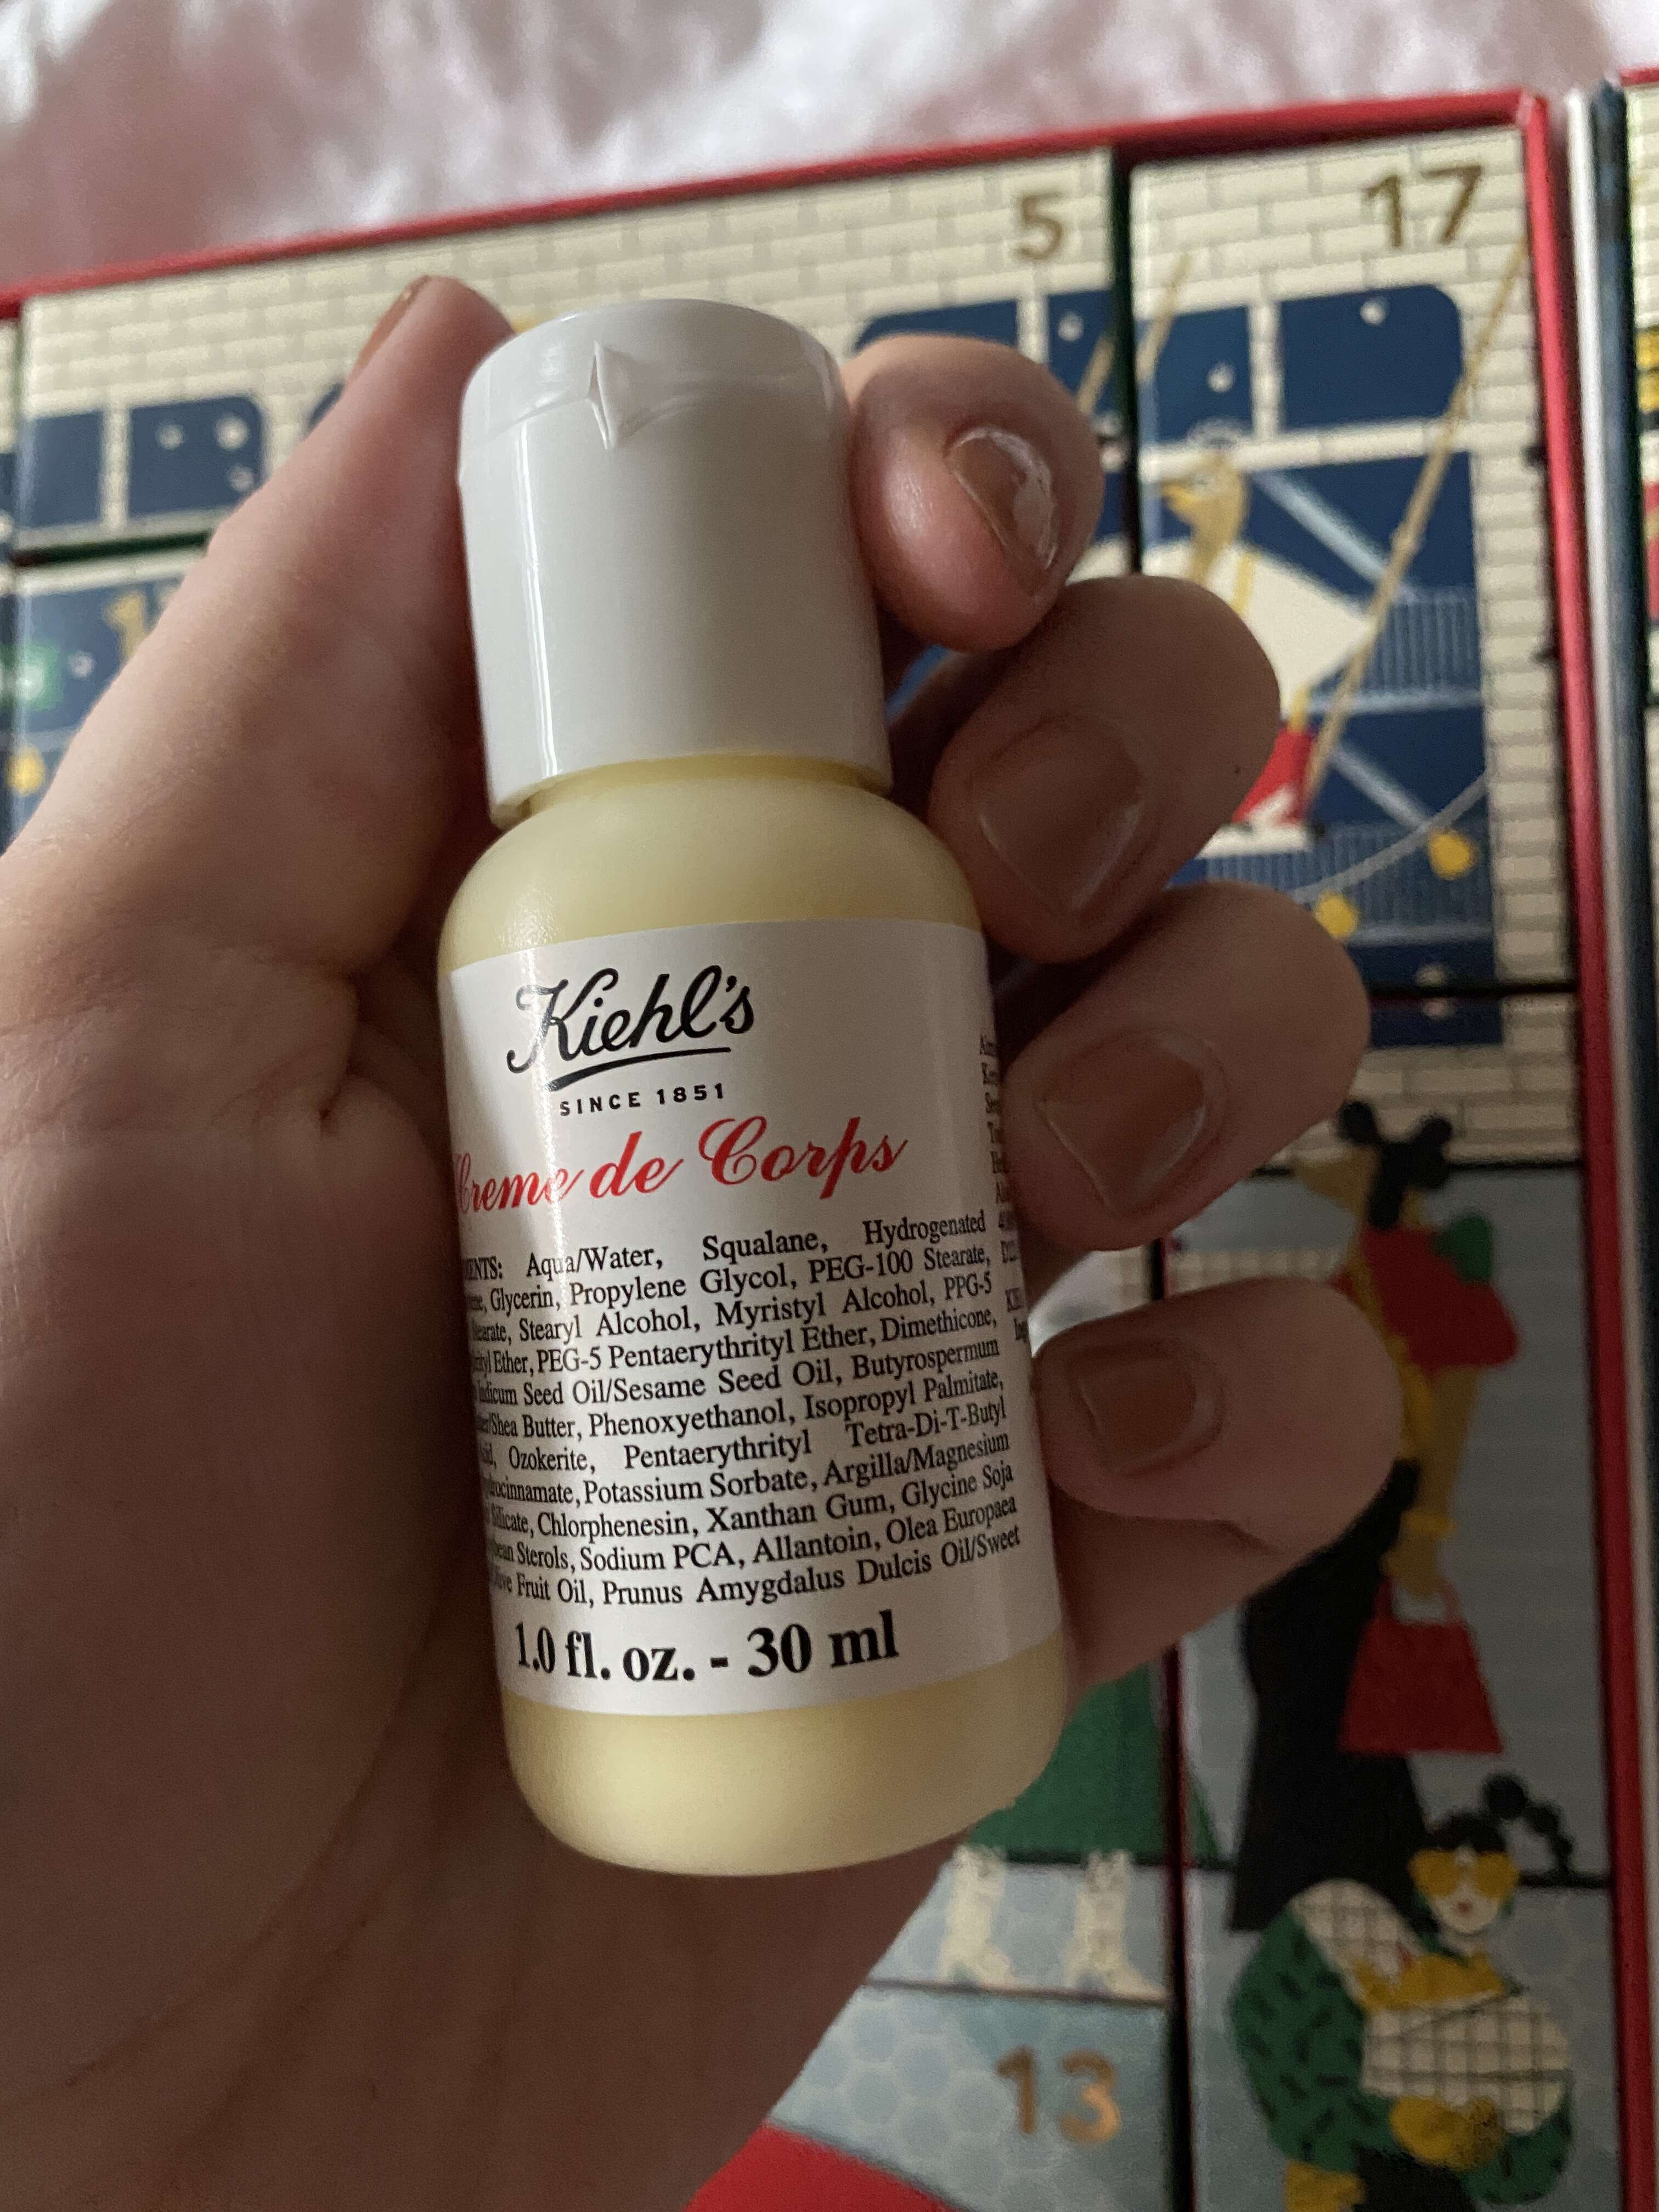 5
17
Kiehl's
SINCE 1851
Creme de Corps
Aqua/Water, Squalane, Hydrogenated
Glycerin, Propylene Glycol, PEG-100 Stearate,
Stearyl Alcohol, Myristyl Alcohol, PPG-5
Ether, PEG-5 Pentaerythrityl Ether, Dimethicone,
Indicum Seed Oil/Sesame Seed Oil, Butyrospermum
/Shea Butter, Phenoxyethanol, Isopropyl Palmitate,
Ozokerite, Pentaerythrityl Tetra-Di-T-Butyl
Potassium Sorbate, Argilla/Magnesium
Chlorphenesin, Xanthan Gum, Glycine Soja
Sterols, Sodium PCA, Allantoin, Olea Europaea
Fruit Oil, Prunus Amygdalus Dulcis Oil/Sweet
1.0 fl. oz. - 30 ml
13